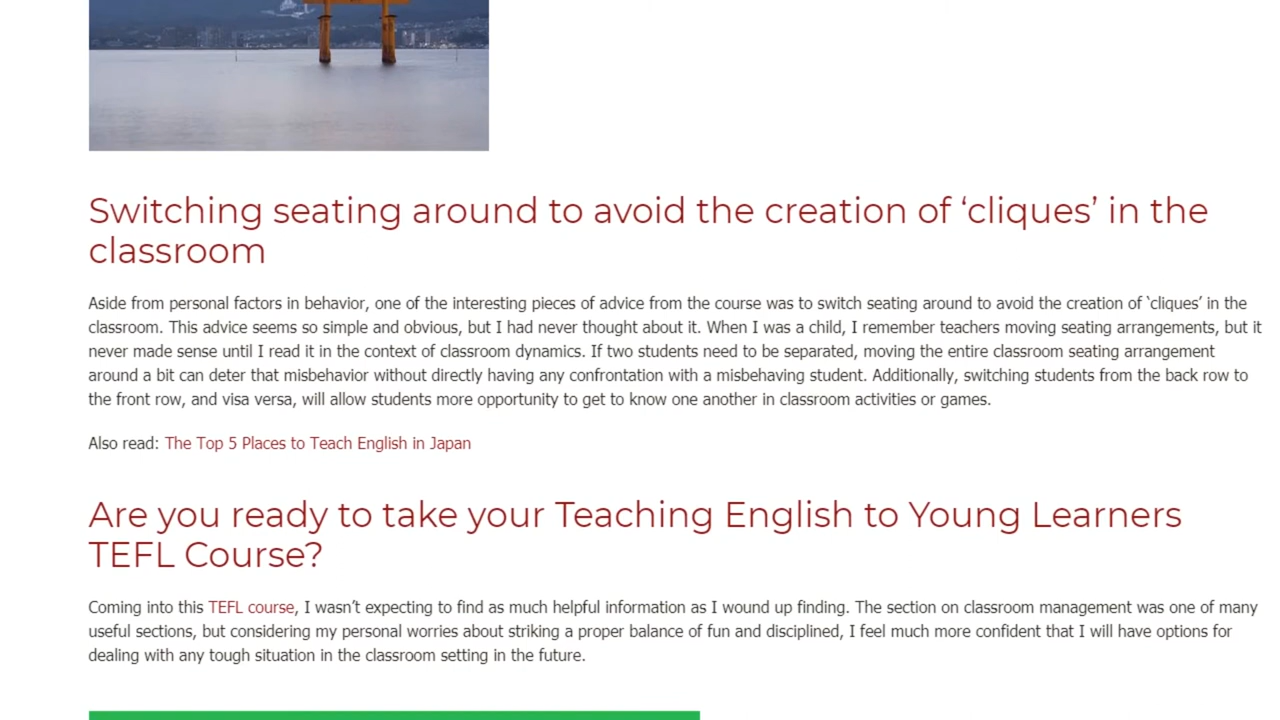 Switching seating around to avoid the creation of ‘cliques’ in the
classroom
Aside from personal factors in behavior, one of the interesting pieces of advice from the course was to switch seating around to avoid the creation of ‘cliques’ in the
classroom. This advice seems so simple and obvious, but I had never thought about it. When I was a child, I remember teachers moving seating arrangements, but it
never made sense until I read it in the context of classroom dynamics. If two students need to be separated, moving the entire classroom seating arrangement
around a bit can deter that misbehavior without directly having any confrontation with a misbehaving student. Additionally, switching students from the back row to
the front row, and visa versa, will allow students more opportunity to get to know one another in classroom activities or games.
Also read: The Top 5 Places to Teach English in Japan
Are you ready to take your Teaching English to Young Learners
TEFL Course?
Coming into this TEFL course, I wasn’t expecting to find as much helpful information as I wound up finding. The section on classroom management was one of many
useful sections, but considering my personal worries about striking a proper balance of fun and disciplined, I feel much more confident that I will have options for
dealing with any tough situation in the classroom setting in the future.